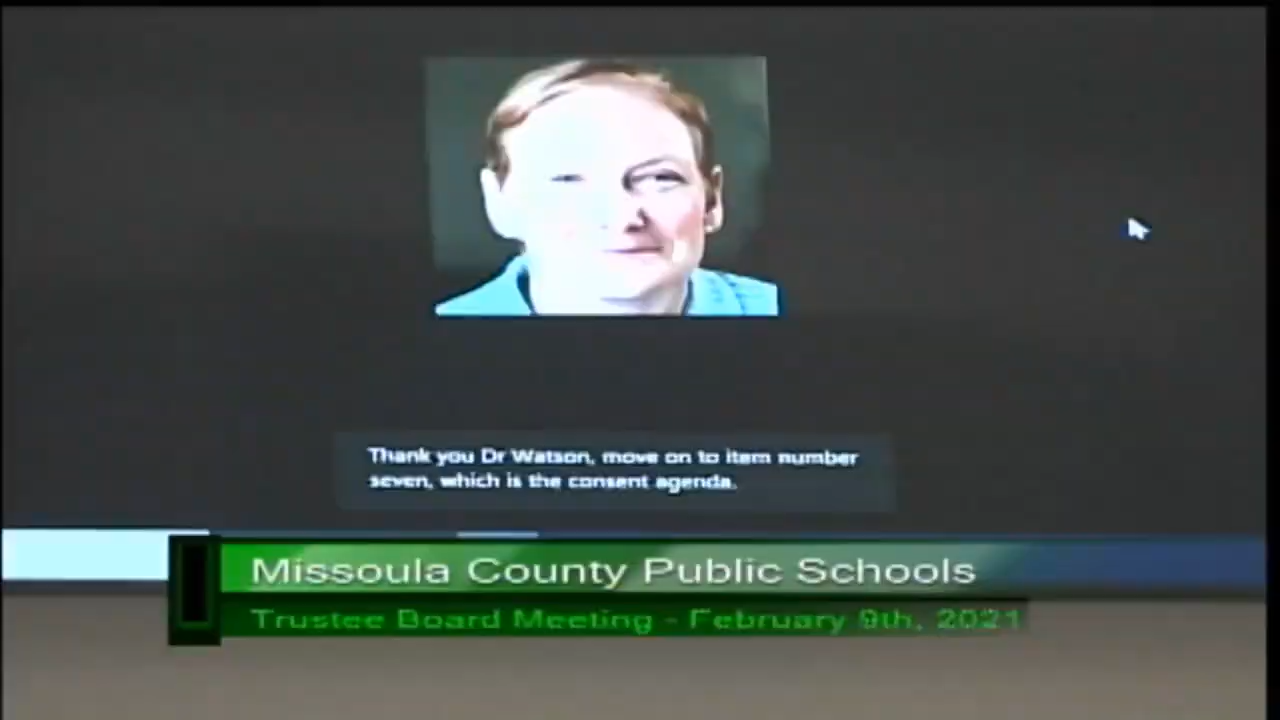 Thank you Dr Watson, move on to item number
seven, which is the consent agenda.
Missoula County Public Schools
Trustee Board Meeting - February 9th, 2021